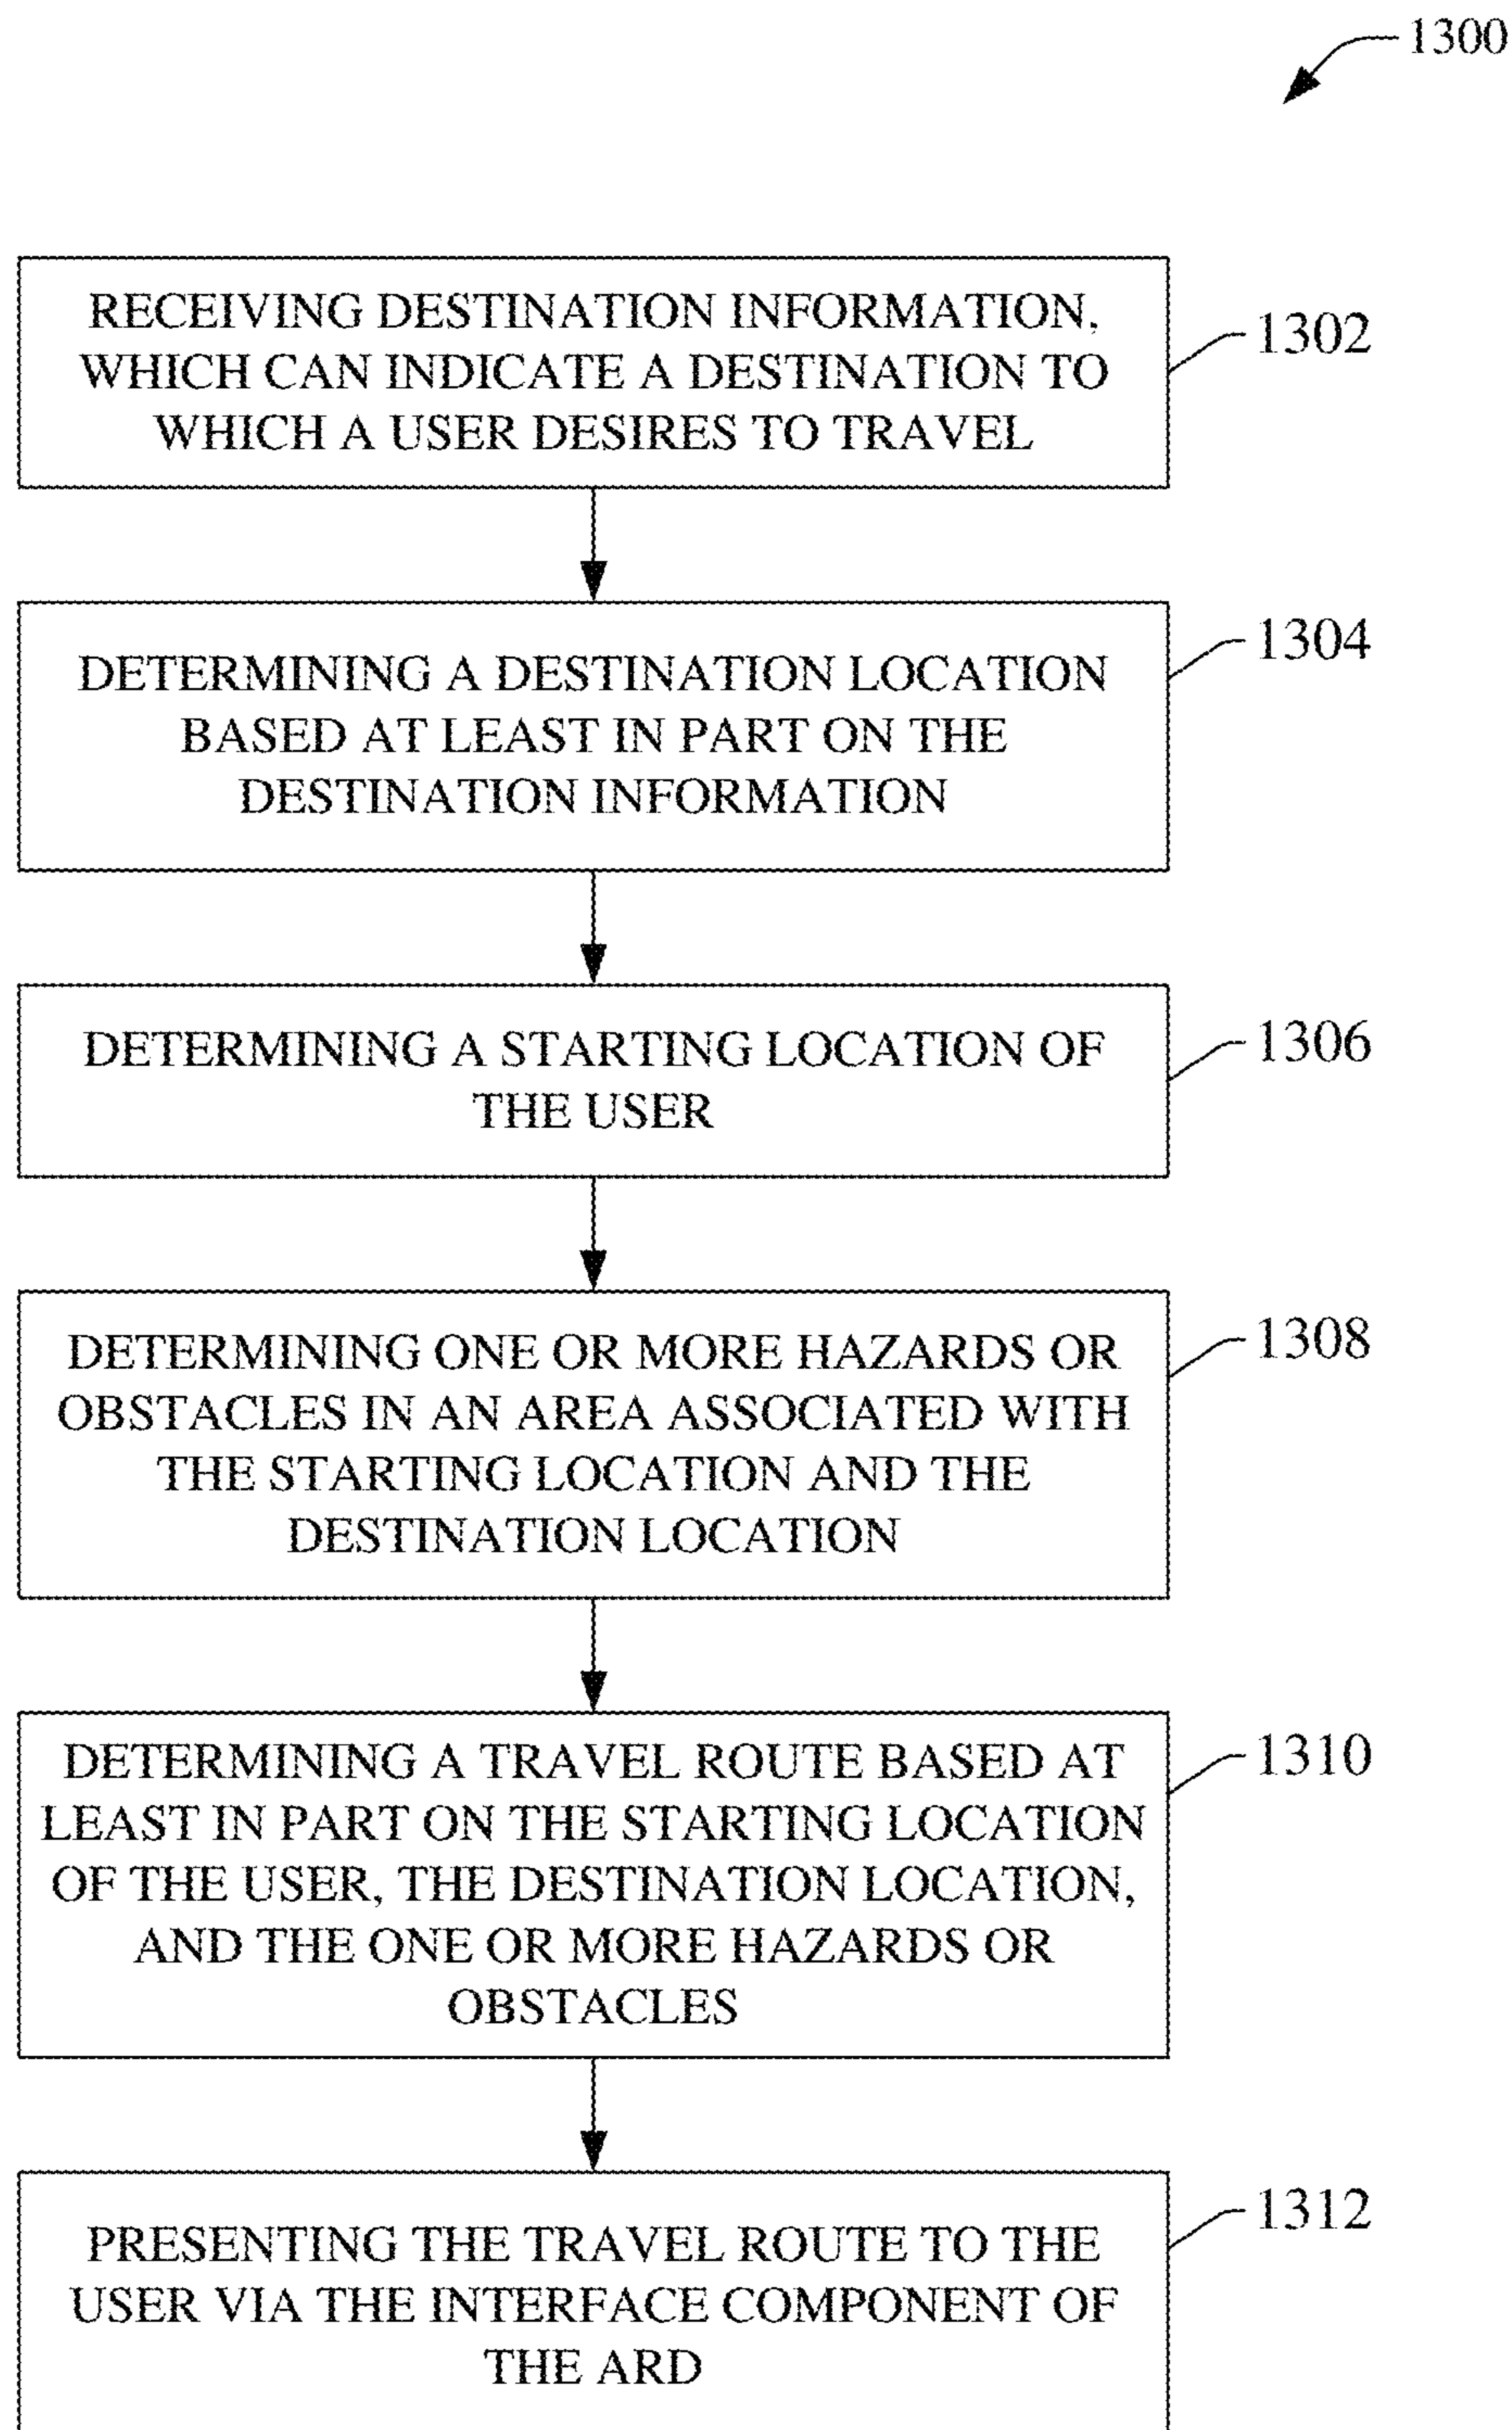 1300
RECEIVING DESTINATION INFORMATION,
WHICH CAN INDICATE A DESTINATION TO
WHICH A USER DESIRES TO TRAVEL
1302
DETERMINING A DESTINATION LOCATION
BASED AT LEAST IN PART ON THE
DESTINATION INFORMATION
1304
DETERMINING A STARTING LOCATION OF
THE USER
1306
DETERMINING ONE OR MORE HAZARDS OR
OBSTACLES IN AN AREA ASSOCIATED WITH
THE STARTING LOCATION AND THE
DESTINATION LOCATION
1308
DETERMINING A TRAVEL ROUTE BASED AT
LEAST IN PART ON THE STARTING LOCATION
OF THE USER, THE DESTINATION LOCATION,
AND THE ONE OR MORE HAZARDS OR
OBSTACLES
1310
PRESENTING THE TRAVEL ROUTE TO THE
USER VIA THE INTERFACE COMPONENT OF
THE ARD
1312